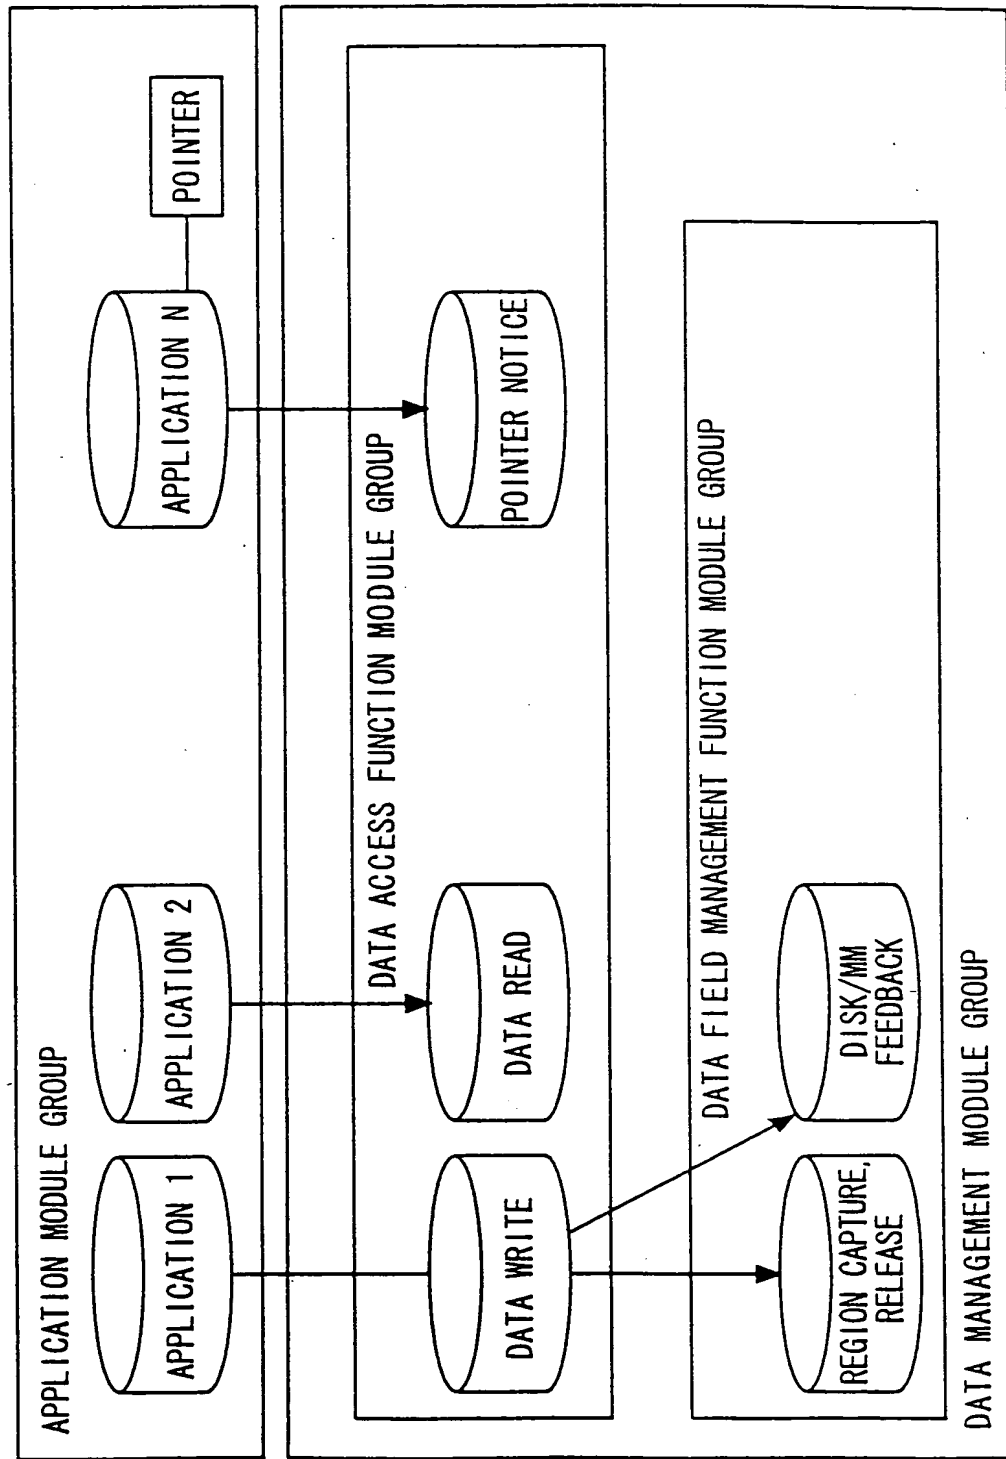 APPLICATION MODULE GROUP
APPLICATION 1
APPLICATION 2
APPLICATION N
POINTER
DATA ACCESS FUNCTION MODULE GROUP
DATA WRITE
DATA READ
POINTER NOTICE
DATA FIELD MANAGEMENT FUNCTION MODULE GROUP
REGION CAPTURE,
RELEASE
DISK/MM
FEEDBACK
DATA MANAGEMENT MODULE GROUP